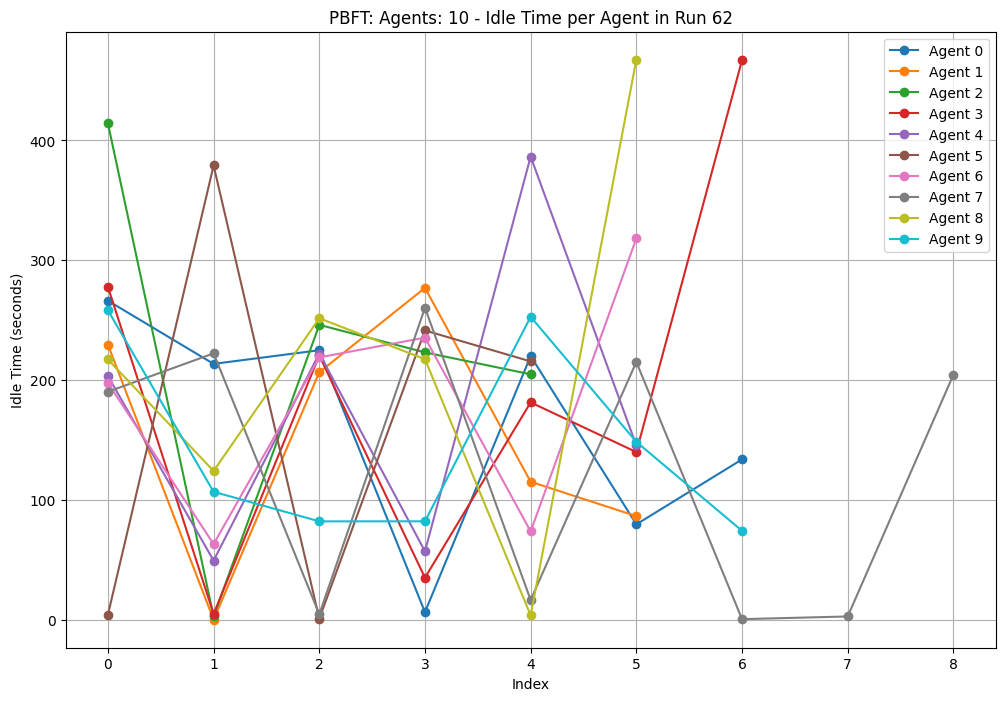 PBFT: Agents: 10 - Idle Time per Agent in Run 62
Agent 0
Agent 1
Agent 2
Agent 3
Agent 4
Agent 5
Agent 6
Agent 7
Agent 8
Agent 9
Idle Time (seconds)
400
300
200
100
0
0 1 2 3 4 5 6 7 8
Index